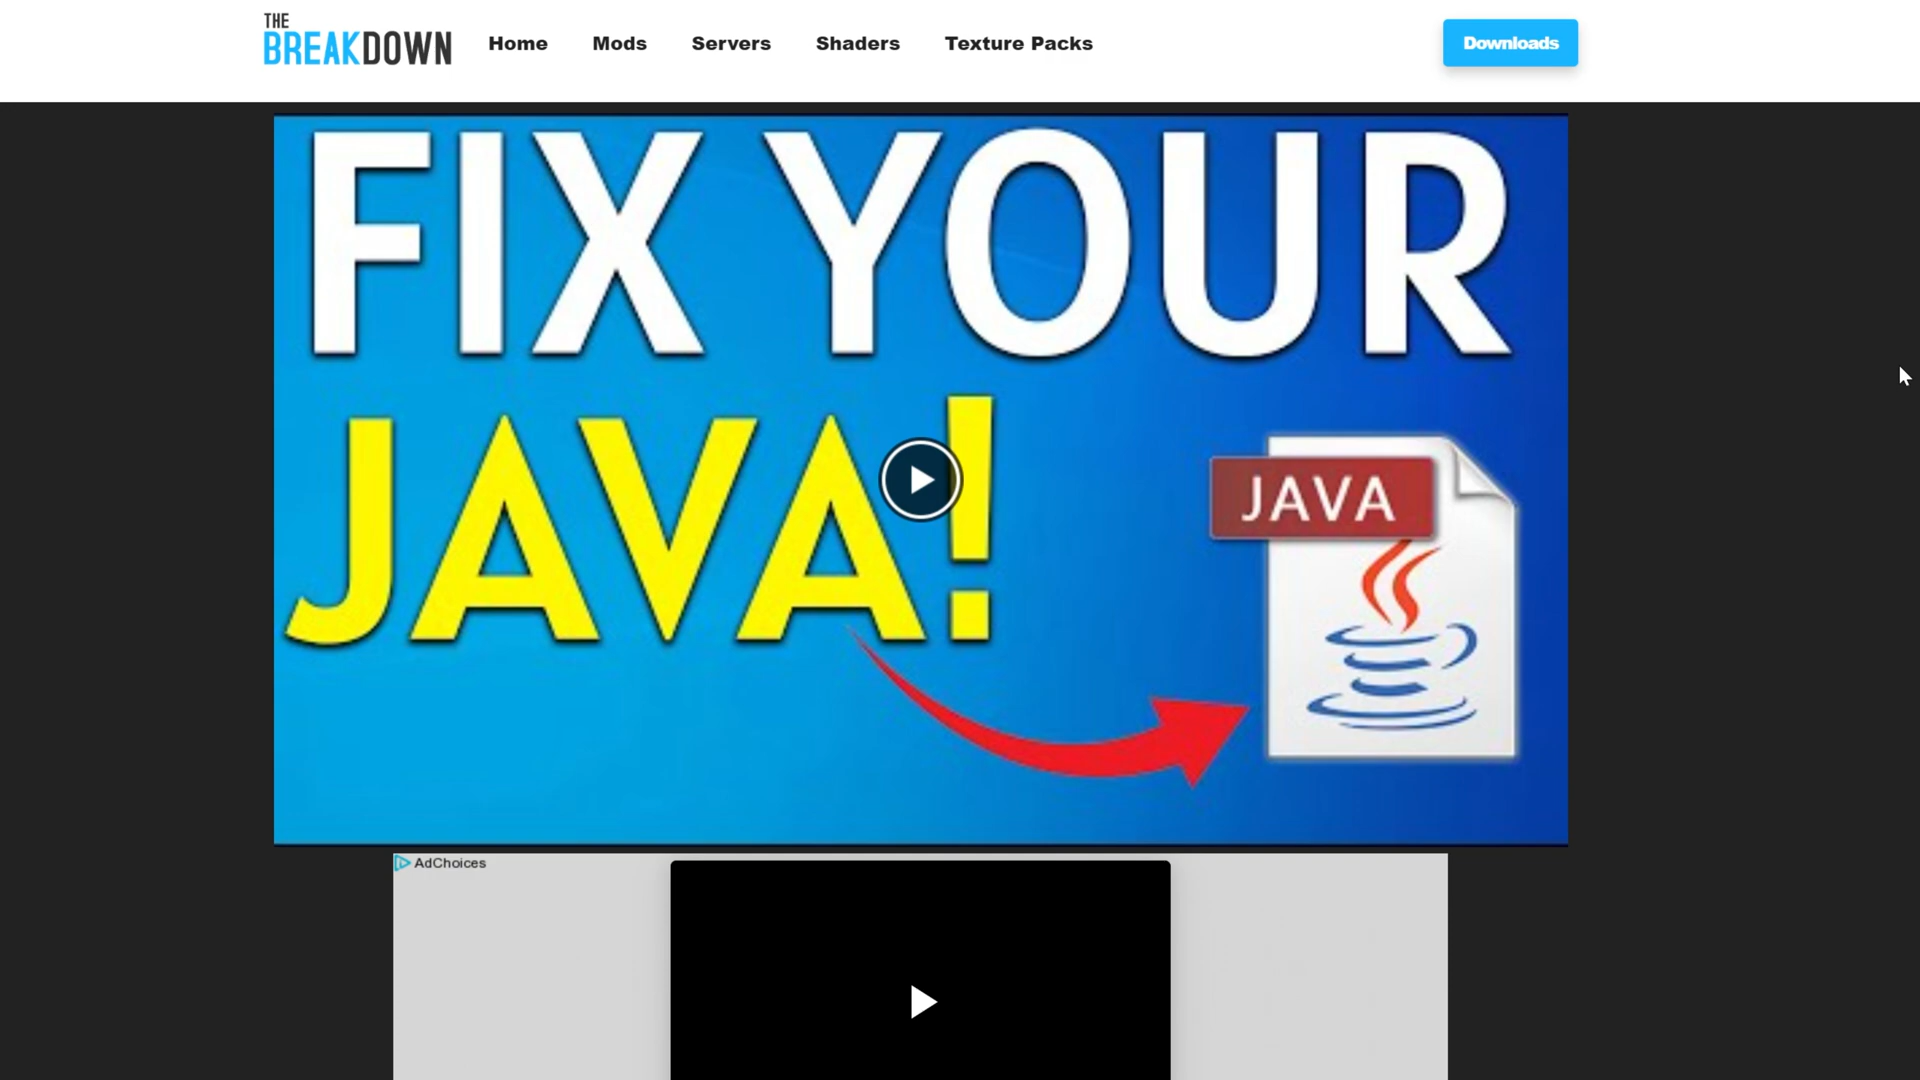 THE
BREAKDOWN
Home Mods Servers Shaders Texture Packs Downloads
FIX YOUR
JAVA!
JAVA
AdChoices